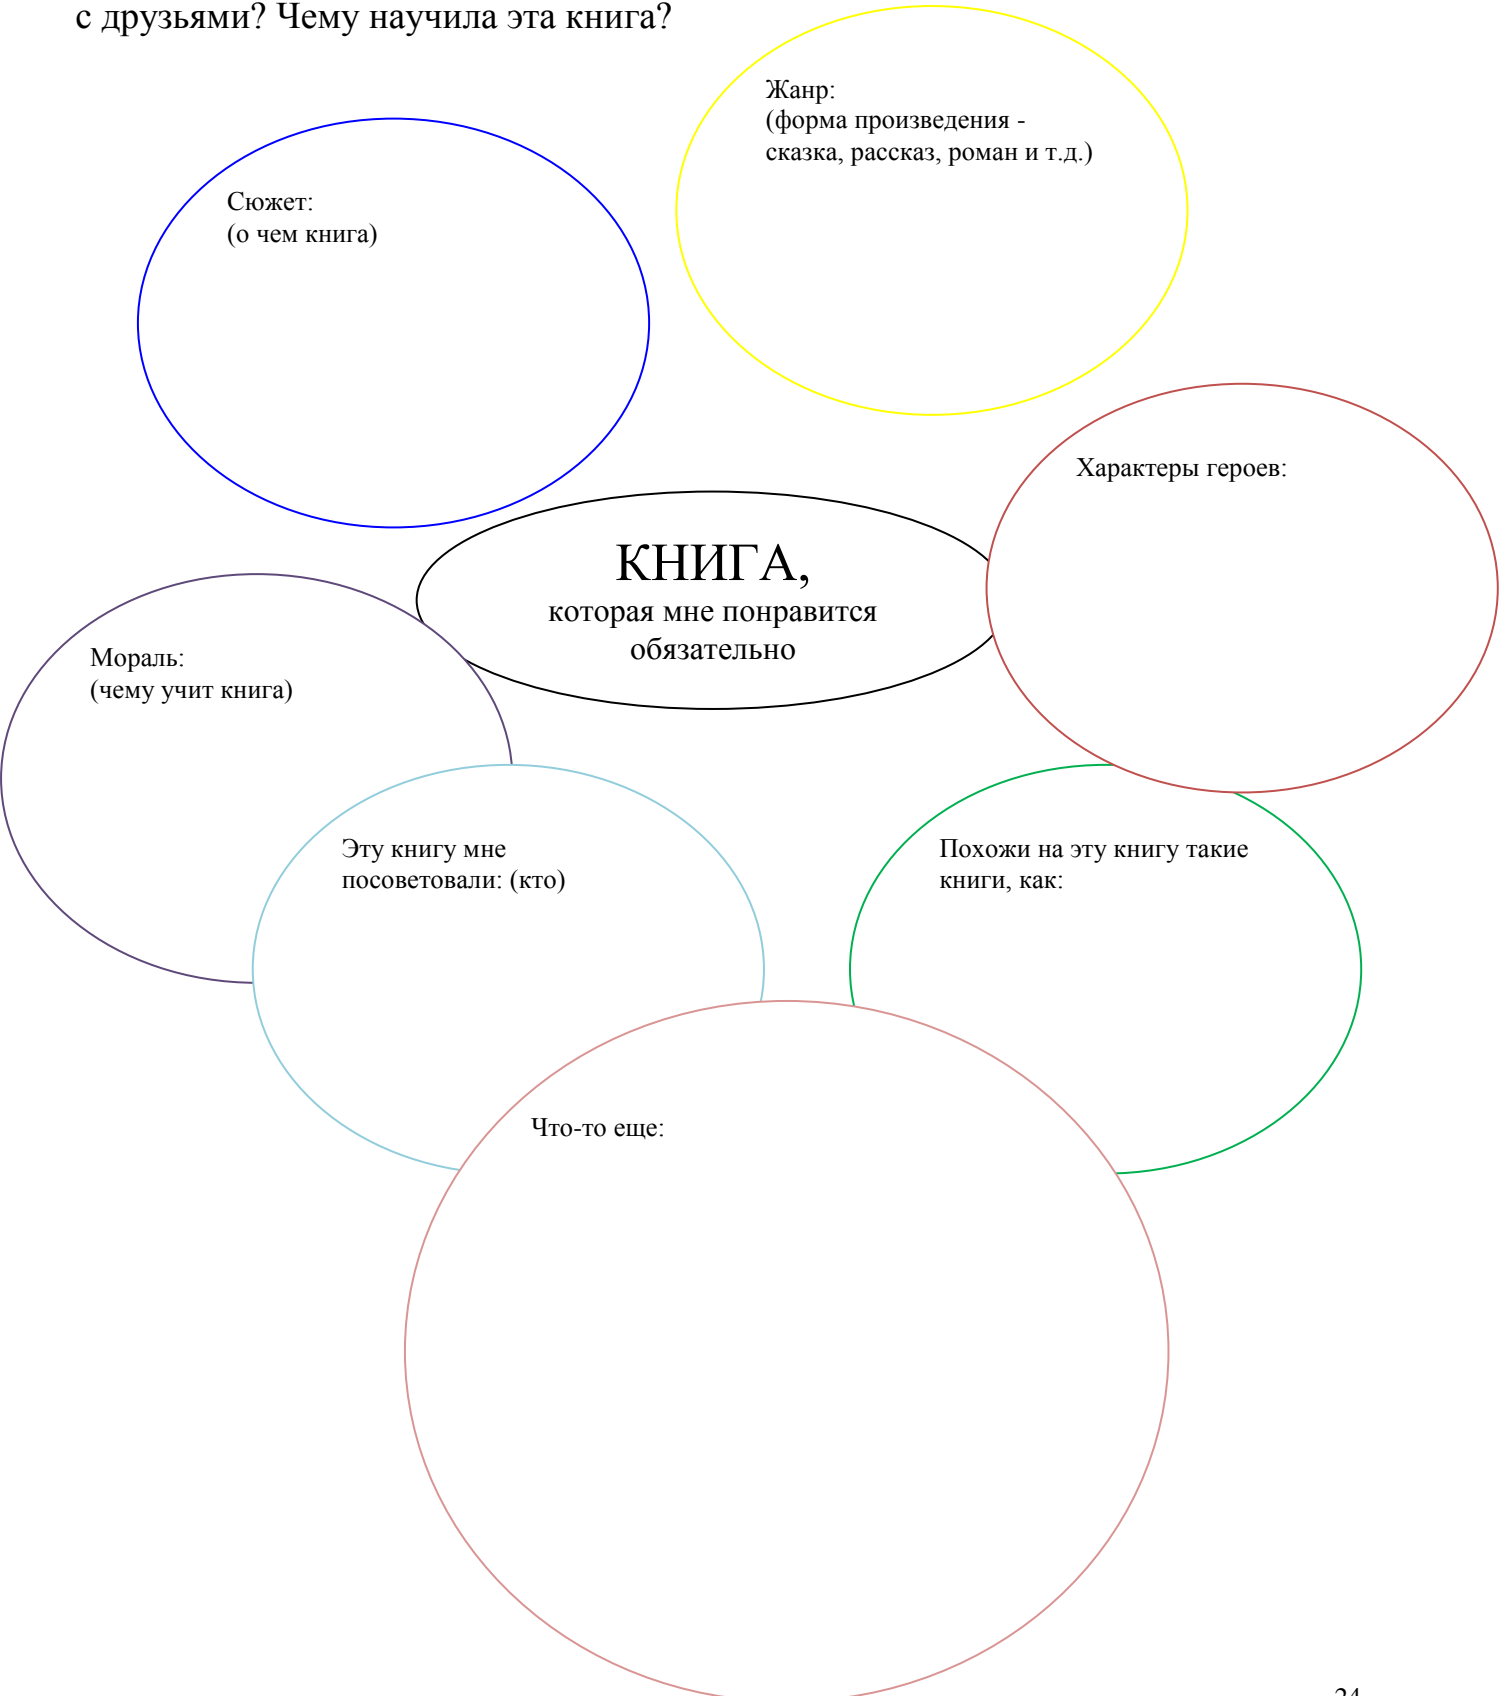 с друзьями? Чему научила эта книга?
Жанр:
(форма произведения -
сказка, рассказ, роман и т.д.)
Сюжет:
(о чем книга)
Характеры героев:
КНИГА,
которая мне понравится
обязательно
Мораль:
(чему учит книга)
Эту книгу мне
посоветовали: (кто)
Похожи на эту книгу такие
книги, как:
Что-то еще:
24